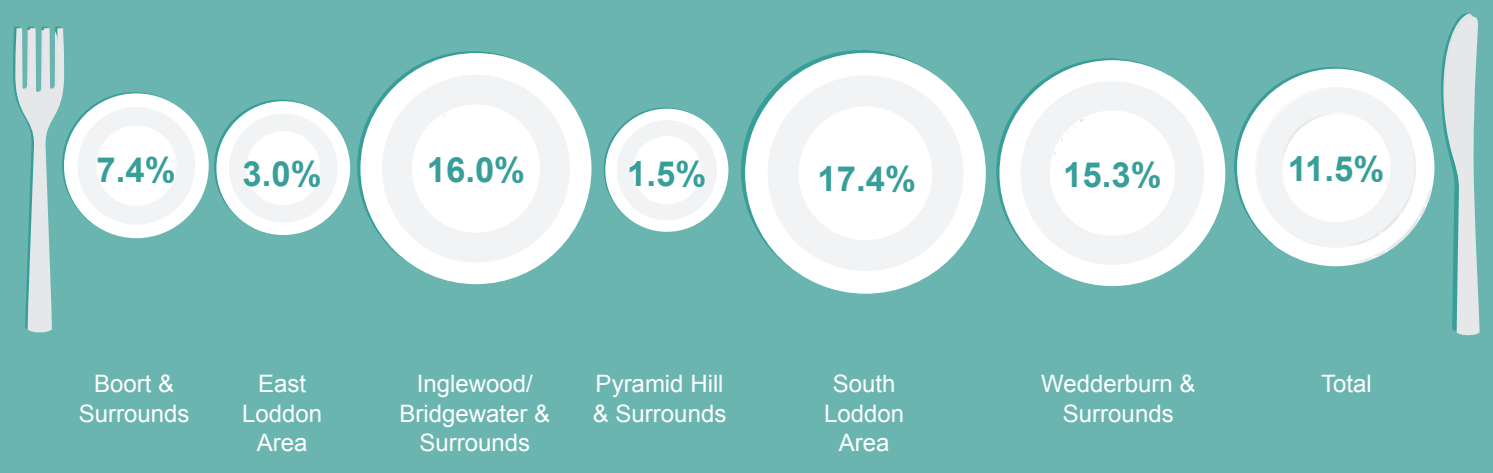 7.4%
3.0%
16.0%
1.5%
17.4%
15.3%
11.5%
Boort &
Surrounds
East
Loddon
Area
Inglewood/
Bridgewater &
Surrounds
Pyramid Hill
& Surrounds
South
Loddon
Area
Wedderburn &
Surrounds
Total